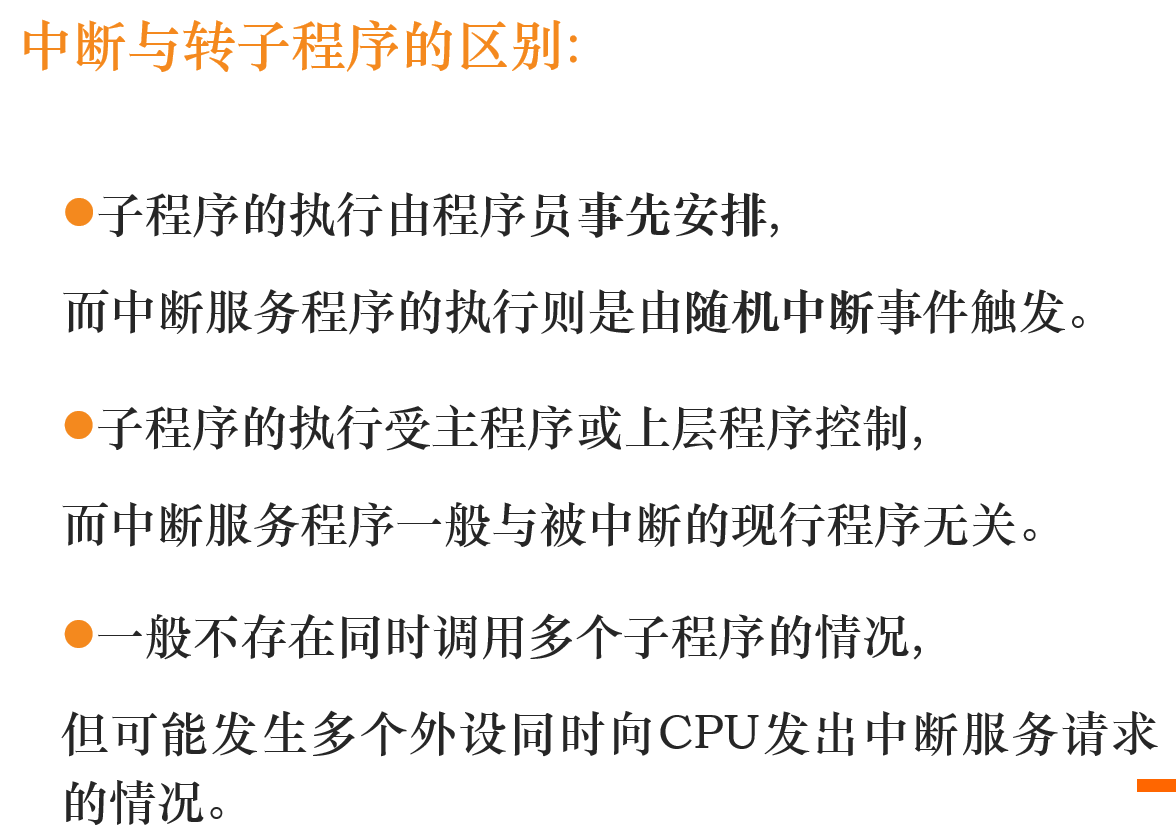 中断与转子程序的区别:
●子程序的执行由程序员事先安排,
而中断服务程序的执行则是由随机中断事件触发。
●子程序的执行受主程序或上层程序控制,
而中断服务程序一般与被中断的现行程序无关。
●一般不存在同时调用多个子程序的情况,
但可能发生多个外设同时向CPU发出中断服务请求
的情况。